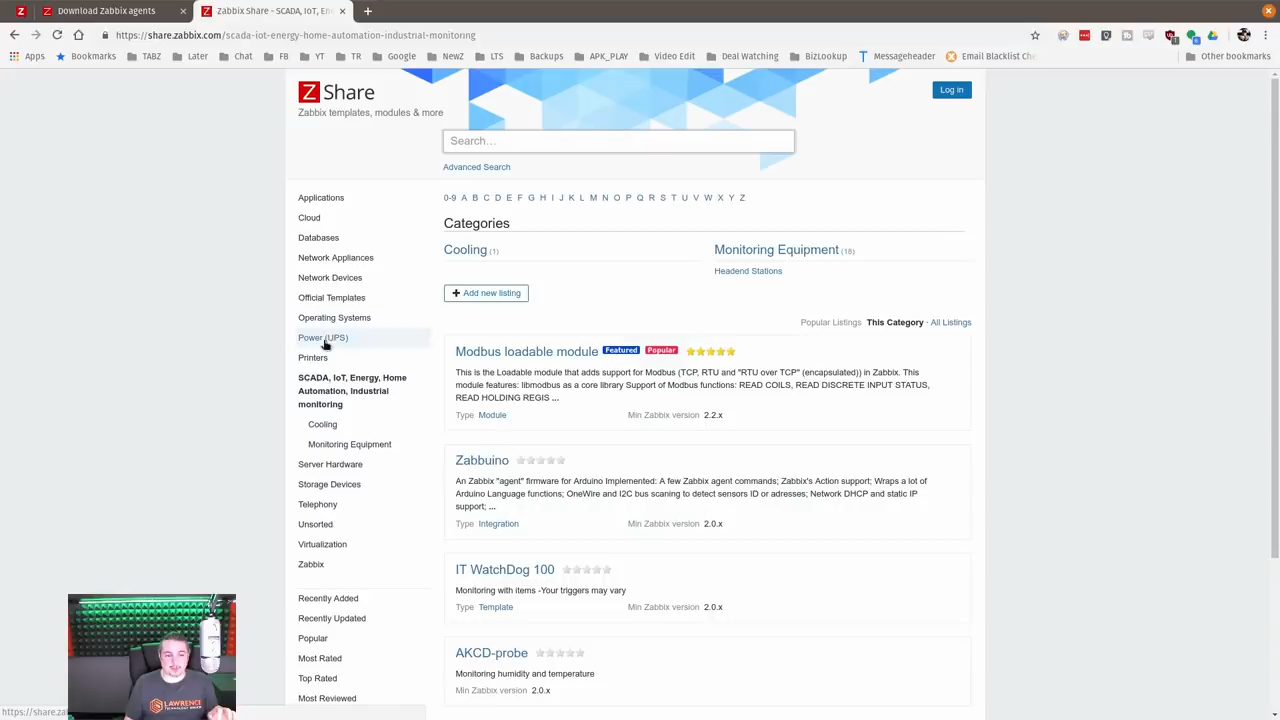 Download Zabbix agents
Zabbix Share - SCADA, IoT, En
https://share.zabbix.com/scada-iot-energy-home-automation-industrial-monitoring
Apps
Bookmarks
TABZ
Later
Chat
FB
YT
TR
Google
NewZ
LTS
Backups
APK_PLAY
Video Edit
Deal Watching
BizLookup
Messageheader
Email Blacklist Che
Other bookmarks
Z Share
Zabbix templates, modules & more
Log in
Search...
Advanced Search
Applications
Cloud
Databases
Network Appliances
Network Devices
Official Templates
Operating Systems
Power (UPS)
Printers
SCADA, IoT, Energy, Home
Automation, Industrial
monitoring
Cooling
Monitoring Equipment
Server Hardware
Storage Devices
Telephony
Unsorted
Virtualization
Zabbix
Recently Added
Recently Updated
Popular
Most Rated
Top Rated
Most Reviewed
0-9 A B C D E F G H I J K L M N O P Q R S T U V W X Y Z
Categories
Cooling (1)
Monitoring Equipment (18)
Headend Stations
+ Add new listing
Popular Listings This Category · All Listings
Modbus loadable module Featured Popular
This is the Loadable module that adds support for Modbus (TCP, RTU and "RTU over TCP" (encapsulated)) in Zabbix. This
module features: libmodbus as a core library Support of Modbus functions: READ COILS, READ DISCRETE INPUT STATUS,
READ HOLDING REGIS ...
Type Module Min Zabbix version 2.2.x
Zabbuino
An Zabbix "agent" firmware for Arduino Implemented: A few Zabbix agent commands; Zabbix's Action support; Wraps a lot of
Arduino Language functions; OneWire and I2C bus scaning to detect sensors ID or adresses; Network DHCP and static IP
support; ...
Type Integration Min Zabbix version 2.0.x
IT WatchDog 100
Monitoring with items -Your triggers may vary
Type Template Min Zabbix version 2.0.x
AKCD-probe
Monitoring humidity and temperature
Min Zabbix version 2.0.x
LAWRENCE
https://share.za